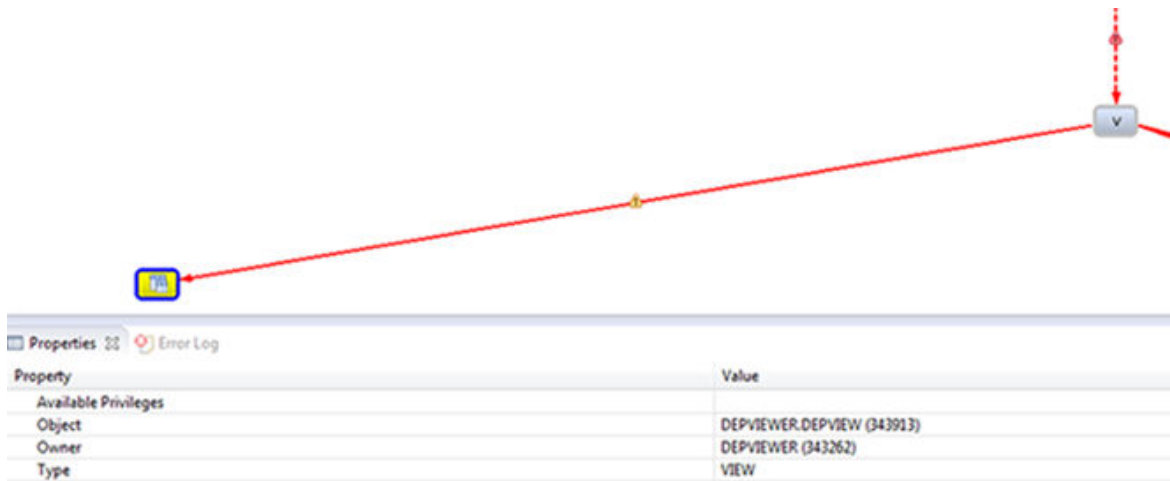 V
Properties Error Log
Property Value
Available Privileges
Object DEPVIEWER.DEPVIEW (343913)
Owner DEPVIEWER (343262)
Type VIEW